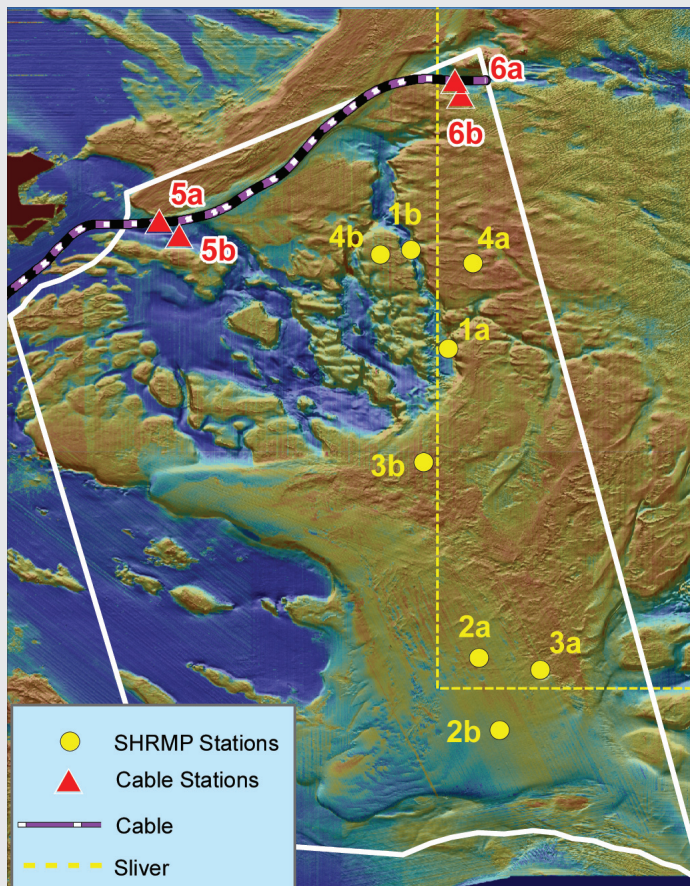 6a
6b
5a
5b
1b
4b
4a
1a
3b
2a
3a
2b
SHRMP Stations
Cable Stations
Cable
Sliver